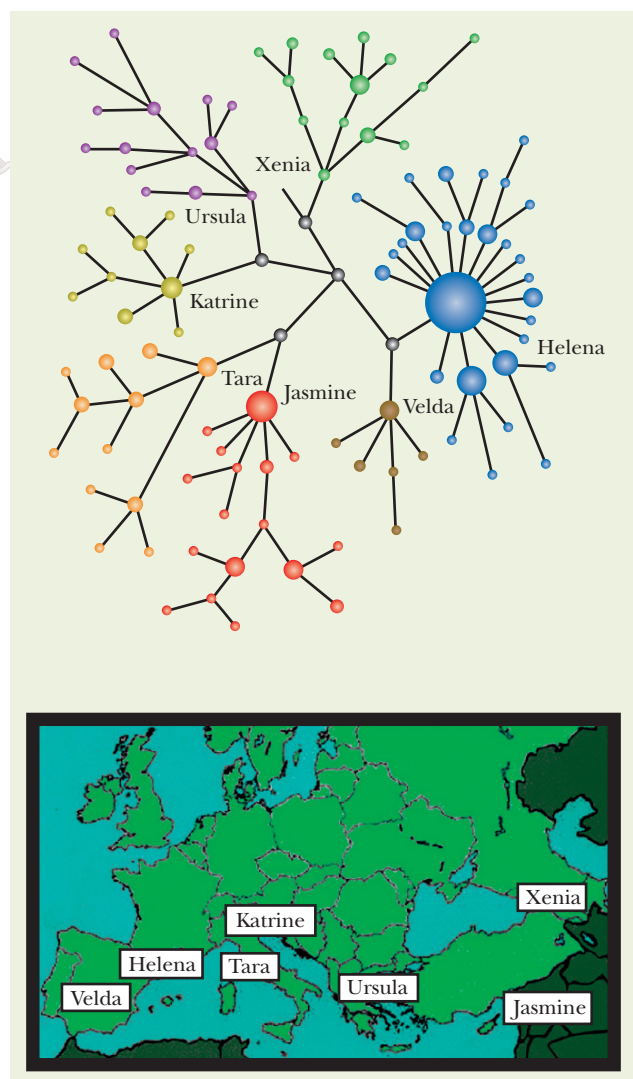 Xenia
Ursula
Katrine
Helena
Tara
Jasmine
Velda
Xenia
Katrine
Helena
Tara
Ursula
Velda
Jasmine